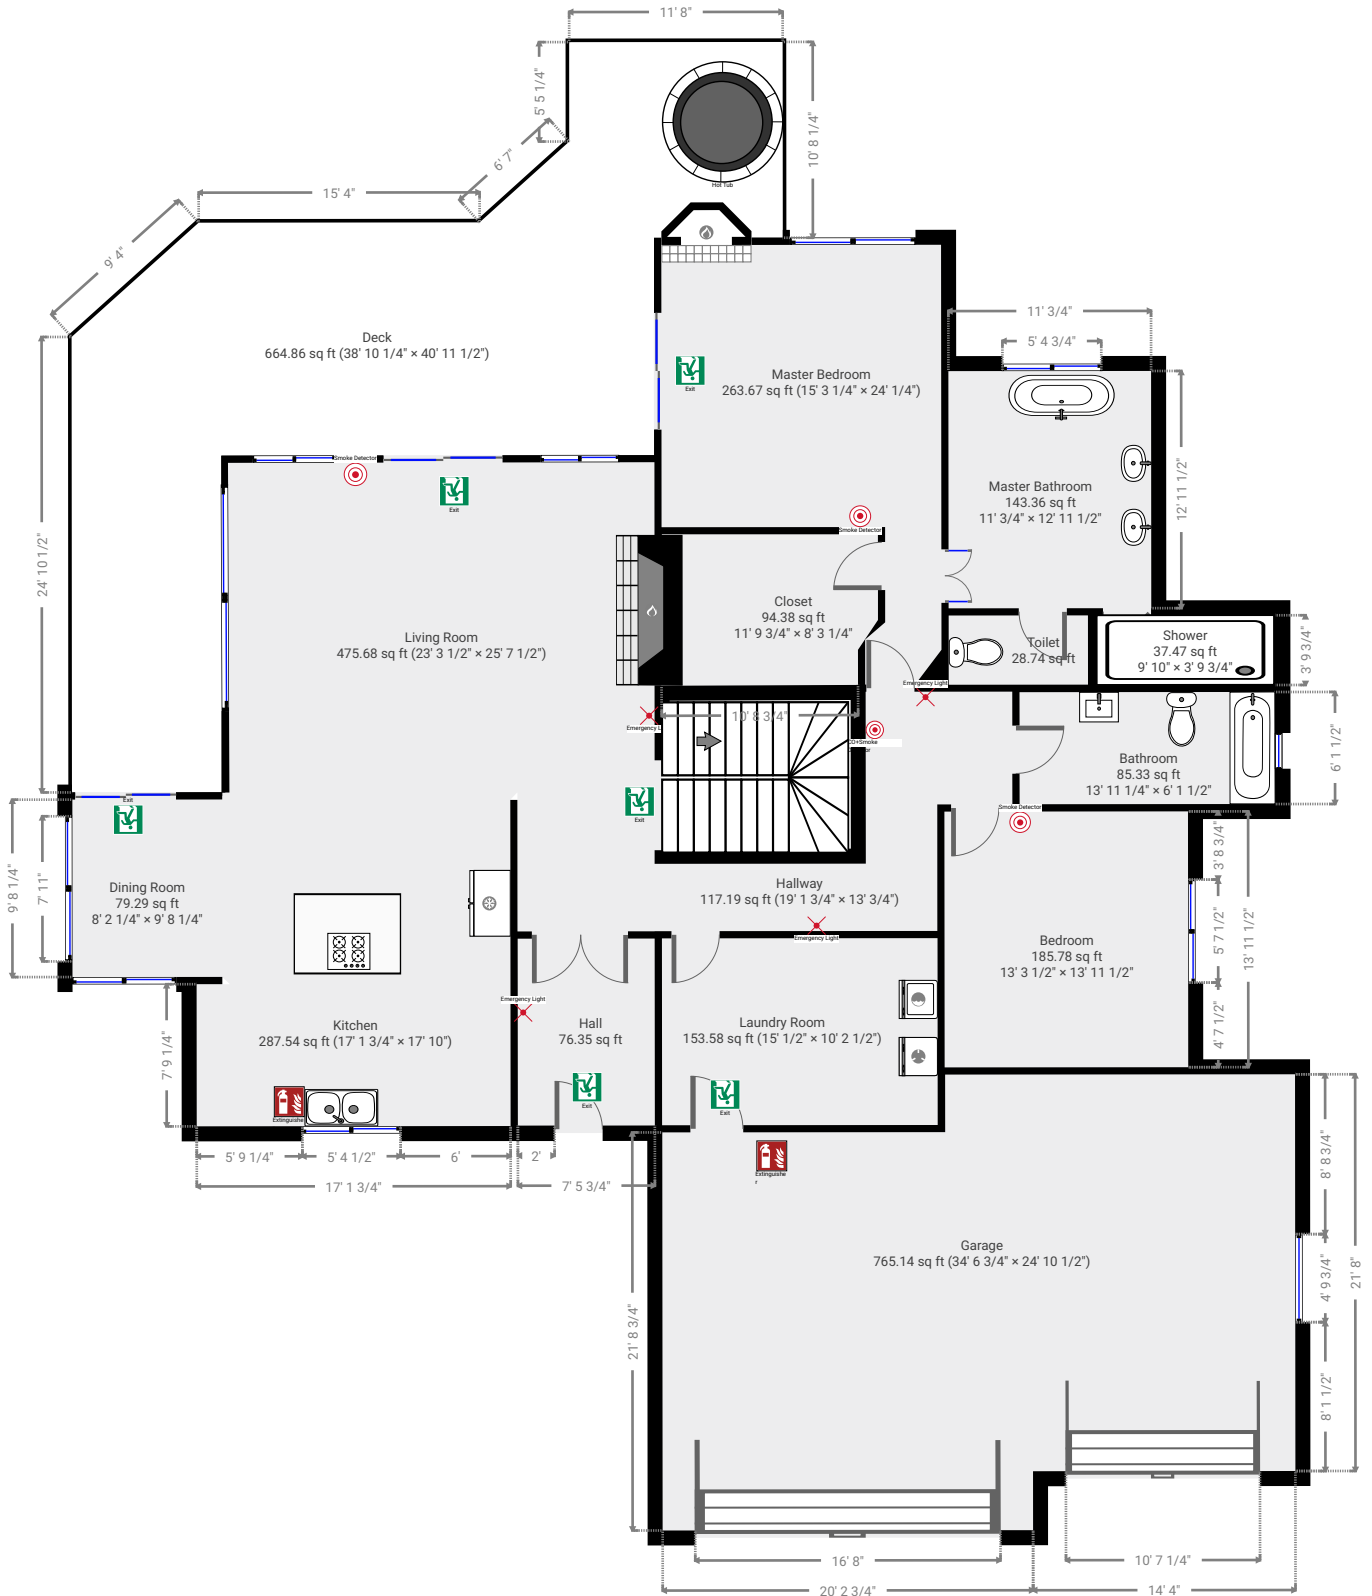 11' 8"
5' 5 1/4"
10' 8 1/4"
6' 7"
Hot Tub
15' 4"
9' 4"
Deck
664.86 sq ft (38' 10 1/4" × 40' 11 1/2")
11' 3/4"
5' 4 3/4"
Exit
Master Bedroom
263.67 sq ft (15' 3 1/4" × 24' 1/4")
Smoke Detector
Exit
Master Bathroom
143.36 sq ft
11' 3/4" × 12' 11 1/2"
12' 11 1/2"
Smoke Detector
24' 10 1/2"
Closet
94.38 sq ft
11' 9 3/4" × 8' 3 1/4"
Living Room
475.68 sq ft (23' 3 1/2" × 25' 7 1/2")
Toilet
28.74 sq ft
Shower
37.47 sq ft
9' 10" × 3' 9 3/4"
3' 9 3/4"
Emergency Light
10' 8 3/4"
Emergency L
CO+Smoke
Bathroom
85.33 sq ft
13' 11 1/4" × 6' 1 1/2"
6' 1 1/2"
Exit
Exit
Smoke Detector
9' 8 1/4"
7' 11"
Dining Room
79.29 sq ft
8' 2 1/4" × 9' 8 1/4"
Hallway
117.19 sq ft (19' 1 3/4" × 13' 3/4")
Emergency Light
3' 8 3/4"
5' 7 1/2"
13' 11 1/2"
4' 7 1/2"
Bedroom
185.78 sq ft
13' 3 1/2" × 13' 11 1/2"
Emergency Light
Kitchen
287.54 sq ft (17' 1 3/4" × 17' 10")
Hall
76.35 sq ft
Laundry Room
153.58 sq ft (15' 1/2" × 10' 2 1/2")
7' 9 1/4"
Extinguishe
Exit
Exit
5' 9 1/4"
5' 4 1/2"
6'
2'
17' 1 3/4"
7' 5 3/4"
Extinguishe
r
8' 8 3/4"
Garage
765.14 sq ft (34' 6 3/4" × 24' 10 1/2")
4' 9 3/4"
21' 8"
21' 8 3/4"
8' 1 1/2"
16' 8"
10' 7 1/4"
20' 2 3/4"
14' 4"